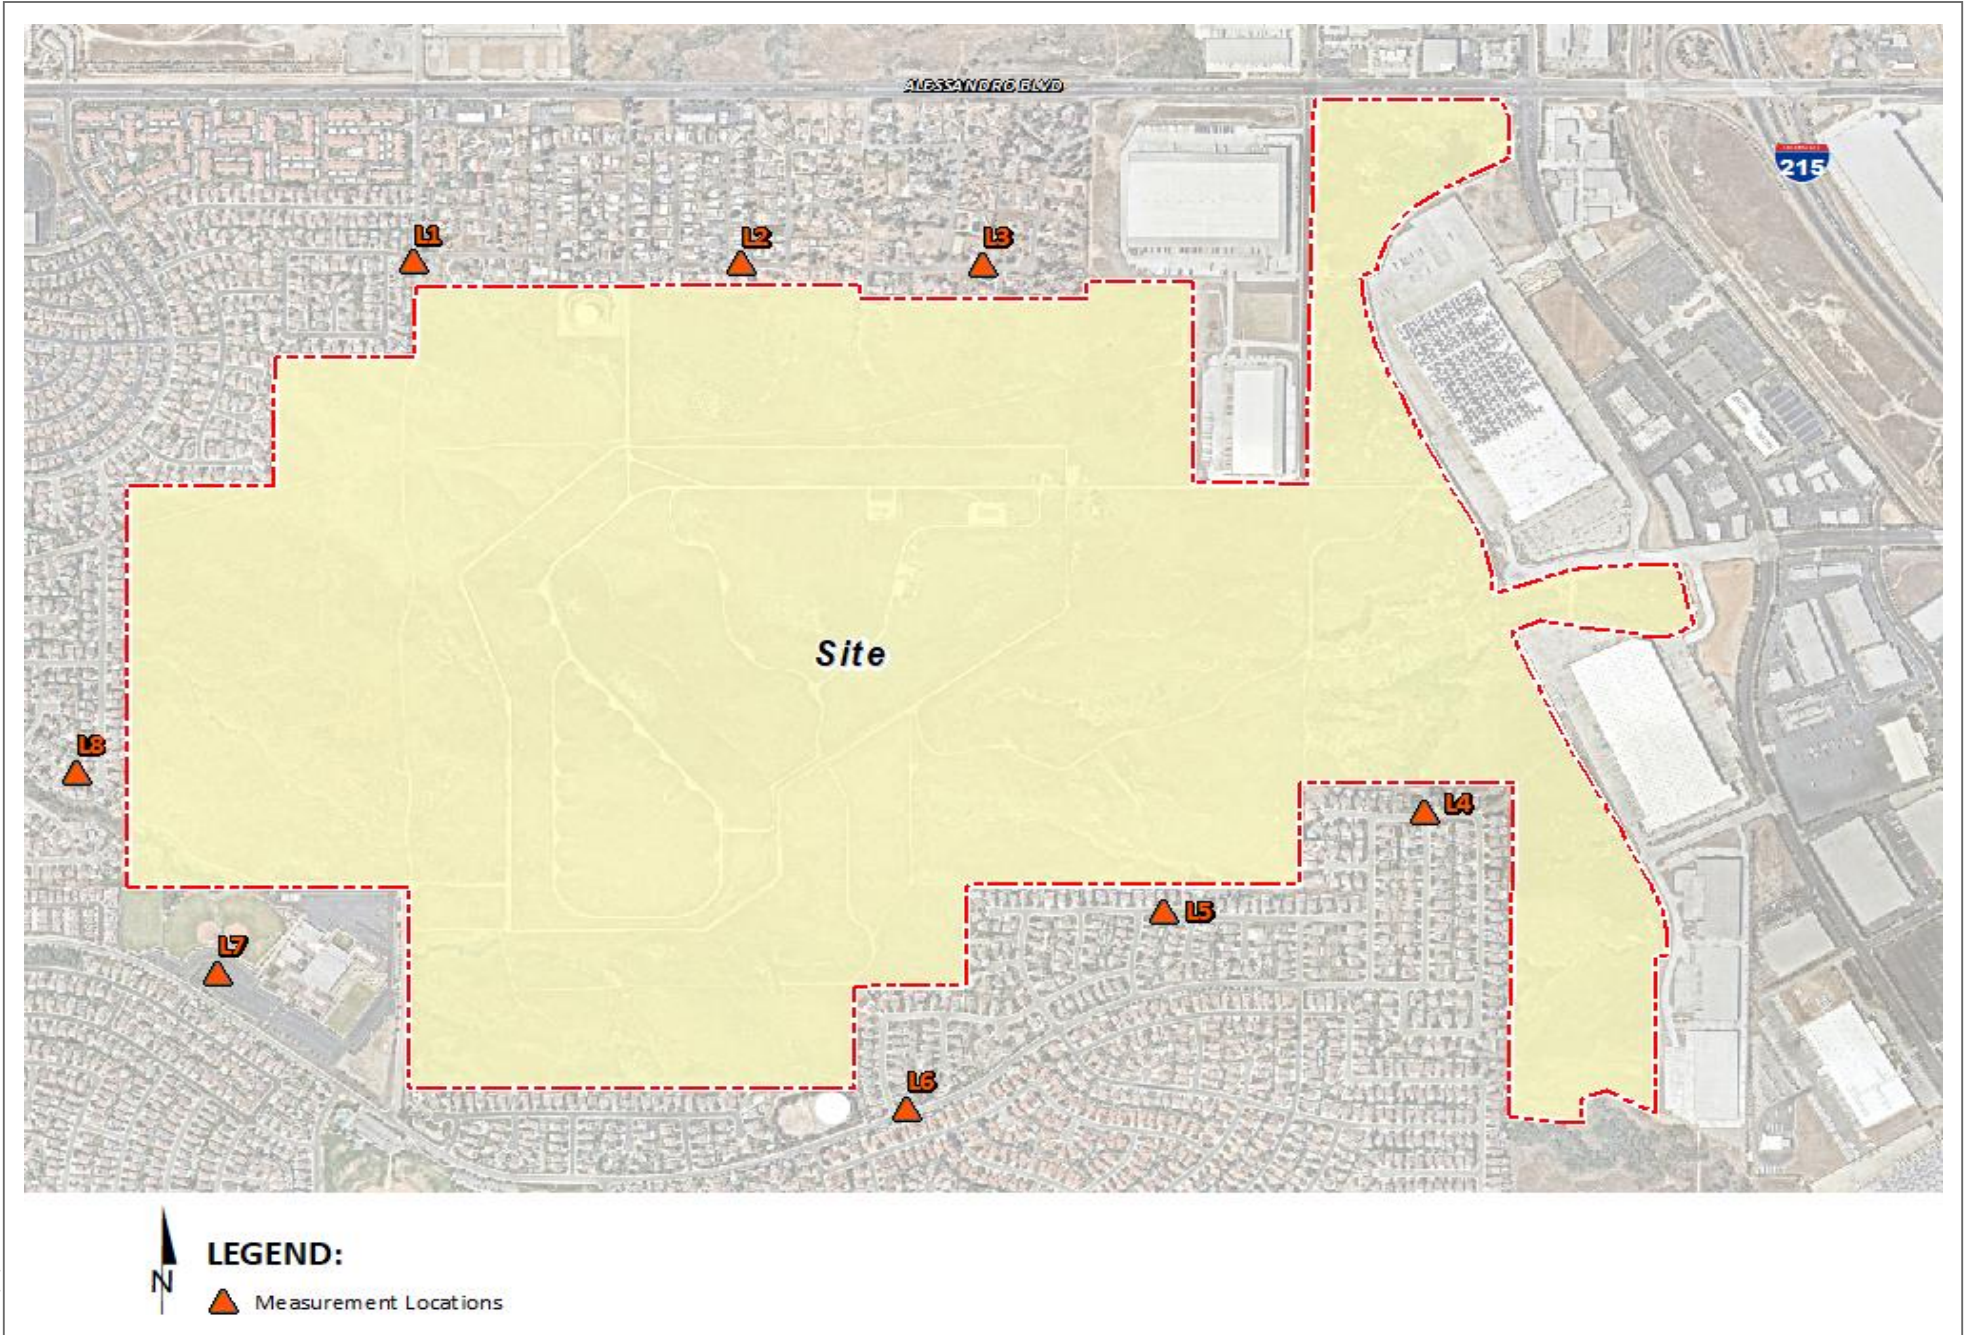 ALESSANDRO BLVD
215
L1
L2
L3
Site
L8
L4
L5
L7
L6
N
LEGEND:
Measurement Locations